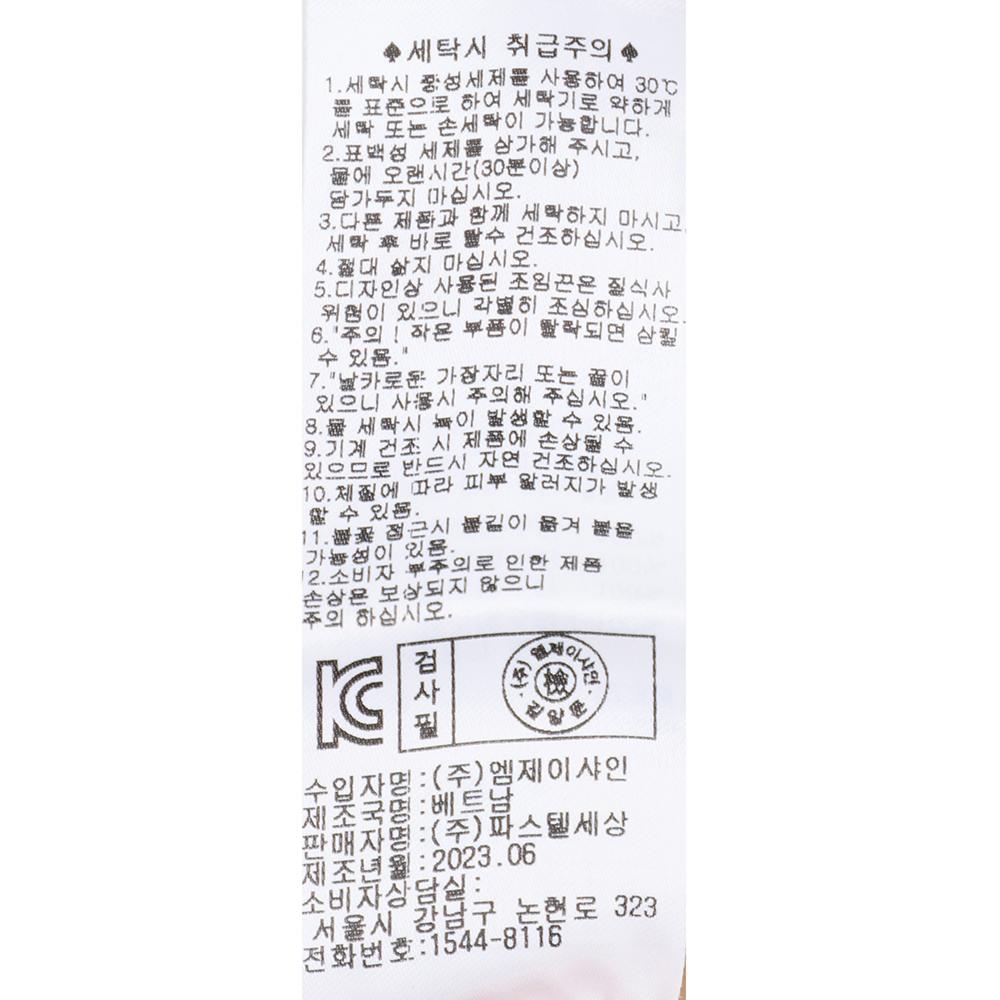 ♠세탁시 취급주의♠
1.세탁시 중성세제를 사용하여 30℃
를 표준으로 하여 세탁기로 약하게
세탁 또는 손세탁이 가능합니다.
2.표백성 세제를 삼가해 주시고,
물에 오랜시간(30분이상)
담가두지 마십시오.
3.다른 제품과 함께 세탁하지 마시고,
세탁 후 바로 탈수 건조하십시오.
4.절대 삶지 마십시오.
5.디자인상 사용된 조임끈은 질식사
위험이 있으니 각별히 조심하십시오.
6."주의! 작은 부품이 탈락되면 삼킬
수 있음."
7."날카로운 가장자리 또는 끝이
있으니 사용시 주의해 주십시오."
8.물 세탁시 녹이 발생할 수 있음.
9.기계 건조 시 제품에 손상될 수
있으므로 반드시 자연 건조하십시오.
10.체질에 따라 피부 알러지가 발생
할 수 있음.
11.불꽃 접근시 불길이 옮겨 붙을
가능성이 있음.
12.소비자 부주의로 인한 제품
손상은 보상되지 않으니
주의 하십시오.
KC
검사필
(주)엠제이샤인
檢
길양문
수입자명:(주)엠제이샤인
제조국명:베트남
판매자명:(주)파스텔세상
제조년월:2023.06
소비자상담실:
서울시 강남구 논현로 323
전화번호:1544-8116